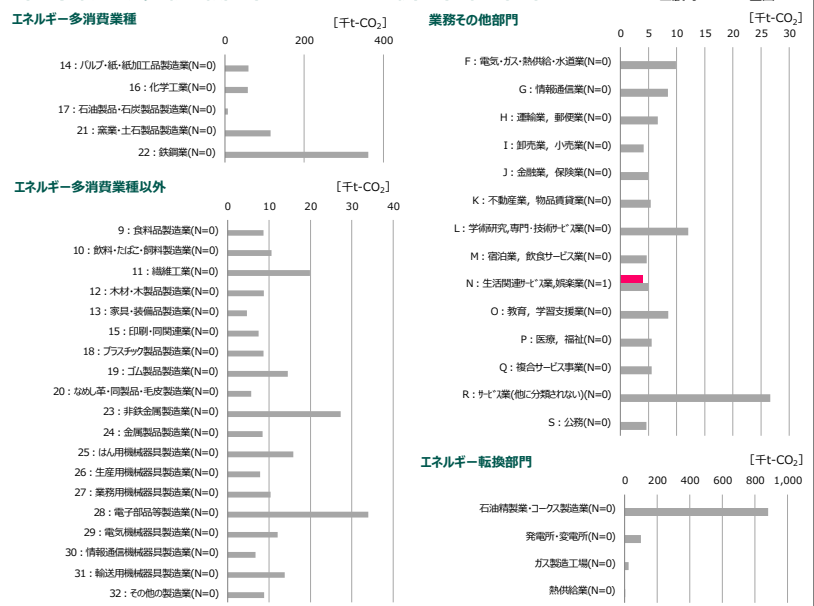 エネルギー多消費業種
[千t-CO2]
0 200 400
14：パルプ・紙・紙加工品製造業(N=0)
16：化学工業(N=0)
17：石油製品・石炭製品製造業(N=0)
21：窯業・土石製品製造業(N=0)
22：鉄鋼業(N=0)
エネルギー多消費業種以外
[千t-CO2]
0 10 20 30 40
9：食料品製造業(N=0)
10：飲料・たばこ・飼料製造業(N=0)
11：繊維工業(N=0)
12：木材・木製品製造業(N=0)
13：家具・装備品製造業(N=0)
15：印刷・同関連業(N=0)
18：プラスチック製品製造業(N=0)
19：ゴム製品製造業(N=0)
20：なめし革・同製品・毛皮製造業(N=0)
23：非鉄金属製造業(N=0)
24：金属製品製造業(N=0)
25：はん用機械器具製造業(N=0)
26：生産用機械器具製造業(N=0)
27：業務用機械器具製造業(N=0)
28：電子部品等製造業(N=0)
29：電気機械器具製造業(N=0)
30：情報通信機械器具製造業(N=0)
31：輸送用機械器具製造業(N=0)
32：その他の製造業(N=0)
業務その他部門
[千t-CO2]
0 5 10 15 20 25 30
F：電気・ガス・熱供給・水道業(N=0)
G：情報通信業(N=0)
H：運輸業，郵便業(N=0)
I：卸売業，小売業(N=0)
J：金融業，保険業(N=0)
K：不動産業，物品賃貸業(N=0)
L：学術研究,専門・技術サービス業(N=0)
M：宿泊業，飲食サービス業(N=0)
N：生活関連サービス業,娯楽業(N=1)
O：教育，学習支援業(N=0)
P：医療，福祉(N=0)
Q：複合サービス事業(N=0)
R：サービス業(他に分類されない)(N=0)
S：公務(N=0)
エネルギー転換部門
[千t-CO2]
0 200 400 600 800 1,000
石油精製業・コークス製造業(N=0)
発電所・変電所(N=0)
ガス製造工場(N=0)
熱供給業(N=0)